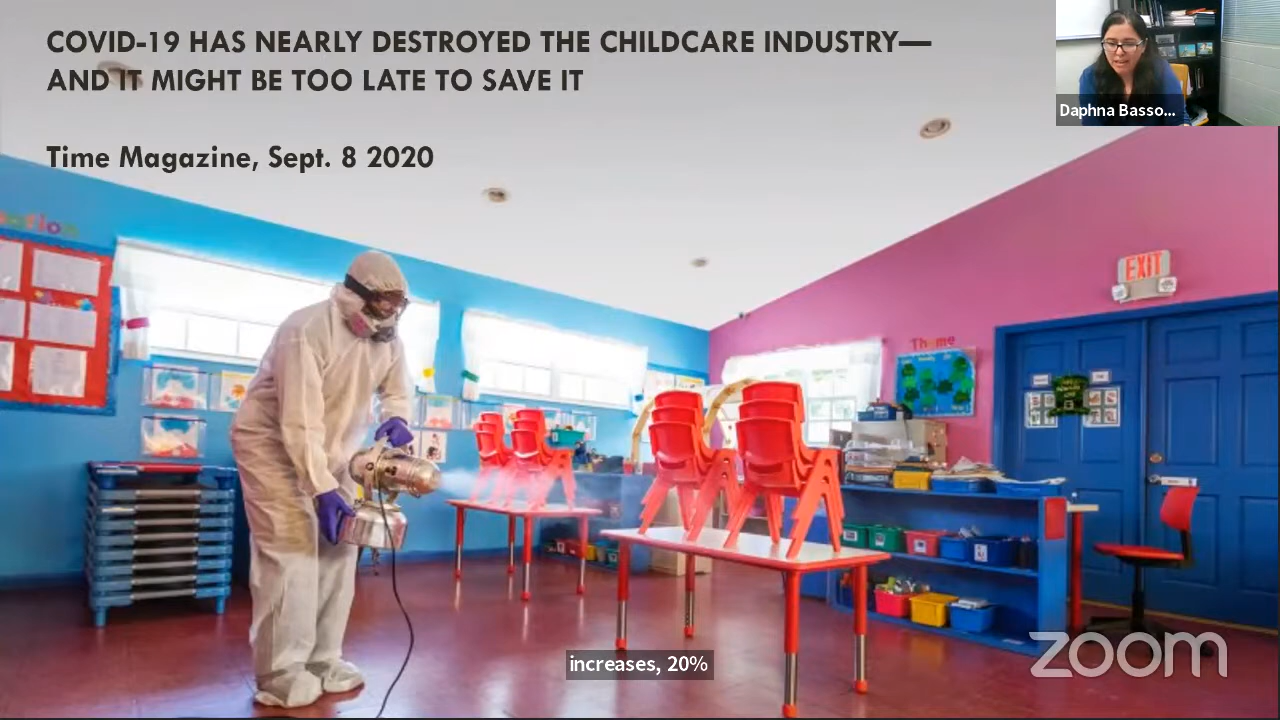 COVID-19 HAS NEARLY DESTROYED THE CHILDCARE INDUSTRY—
AND IT MIGHT BE TOO LATE TO SAVE IT
Time Magazine, Sept. 8 2020
Daphna Basso...
EXIT
Theme
increases, 20%
zoom